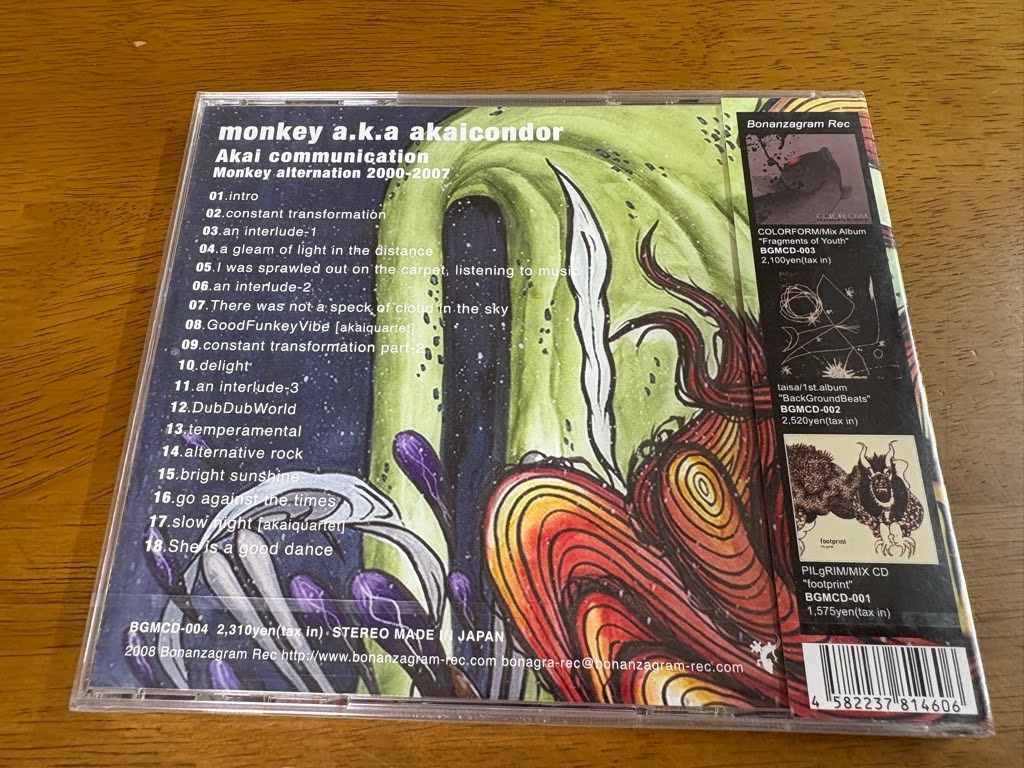 monkey a.k.a akaicondor
Akai communication
Monkey alternation 2000-2007
01.intro
02.constant transformation
03.an interlude-1
04.a gleam of light in the distance
05.I was sprawled out on the carpet, listening to music
06.an interlude-2
07.There was not a speck of cloud in the sky
08.GoodFunkeyVibe [akaiquartet]
09.constant transformation part-2
10.delight
11.an interlude-3
12.DubDubWorld
13.temperamental
14.alternative rock
15.bright sunshine
16.go against the times
17.slow night [akaiquartet]
18.She is a good dance
BGMCD-004 2,310yen(tax in) STEREO MADE IN JAPAN
2008 Bonanzagram Rec http://www.bonanzagram-rec.com bonagra-rec@bonanzagram-rec.com
Bonanzagram Rec
COLORFORM
COLORFORM/Mix Album
"Fragments of Youth"
BGMCD-003
2,100yen(tax in)
taisa/1st.album
"BackGroundBeats"
BGMCD-002
2,520yen(tax in)
footprint
PILgRIM/MIX CD
"footprint"
BGMCD-001
1,575yen(tax in)
4 582237 814606